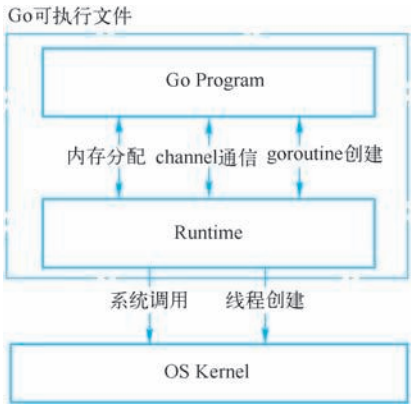 Go可执行文件
Go Program
内存分配 channel通信 goroutine创建
Runtime
系统调用 线程创建
OS Kernel